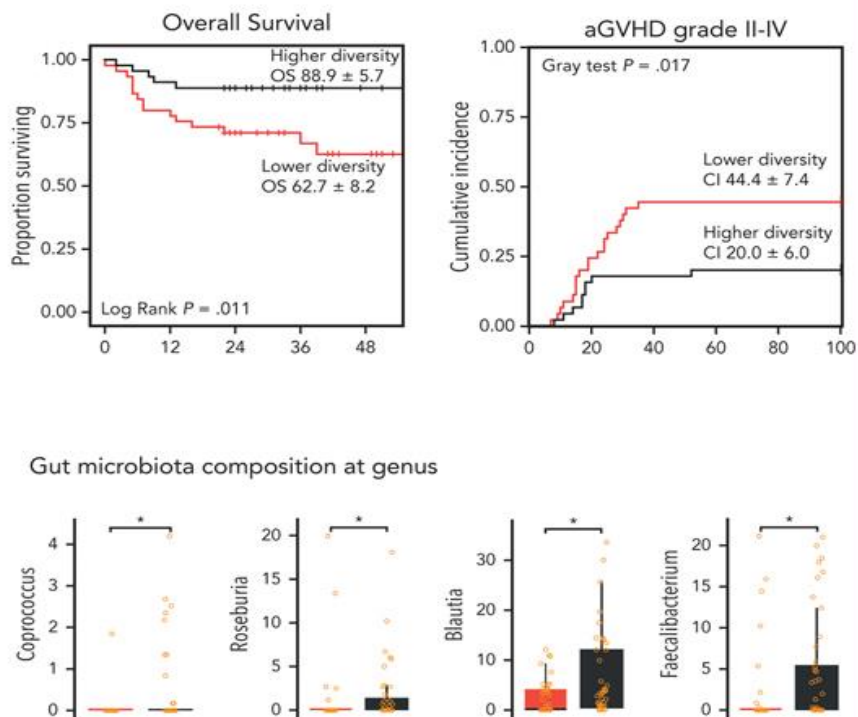 Overall Survival
Proportion surviving
1.00
0.75
0.50
0.25
0.00
Higher diversity
OS 88.9 ± 5.7
Lower diversity
OS 62.7 ± 8.2
Log Rank P = .011
0 12 24 36 48
aGVHD grade II-IV
Cumulative incidence
1.00
0.75
0.50
0.25
0.00
Gray test P = .017
Lower diversity
CI 44.4 ± 7.4
Higher diversity
CI 20.0 ± 6.0
0 20 40 60 80 100
Gut microbiota composition at genus
Coprococcus
4
3
2
1
0
*
Roseburia
20
15
10
5
0
*
Blautia
30
20
10
0
*
Faecalibacterium
20
15
10
5
0
*